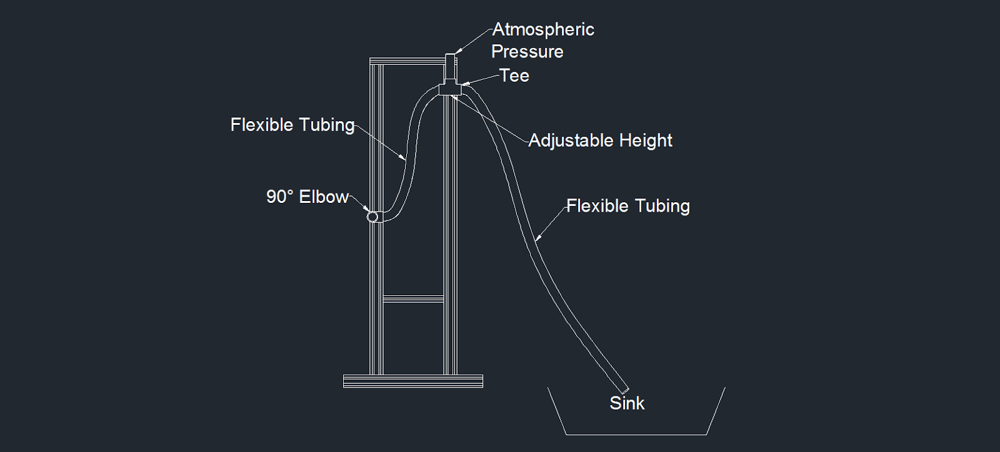 Atmospheric
Pressure
Tee
Flexible Tubing
Adjustable Height
90° Elbow
Flexible Tubing
Sink